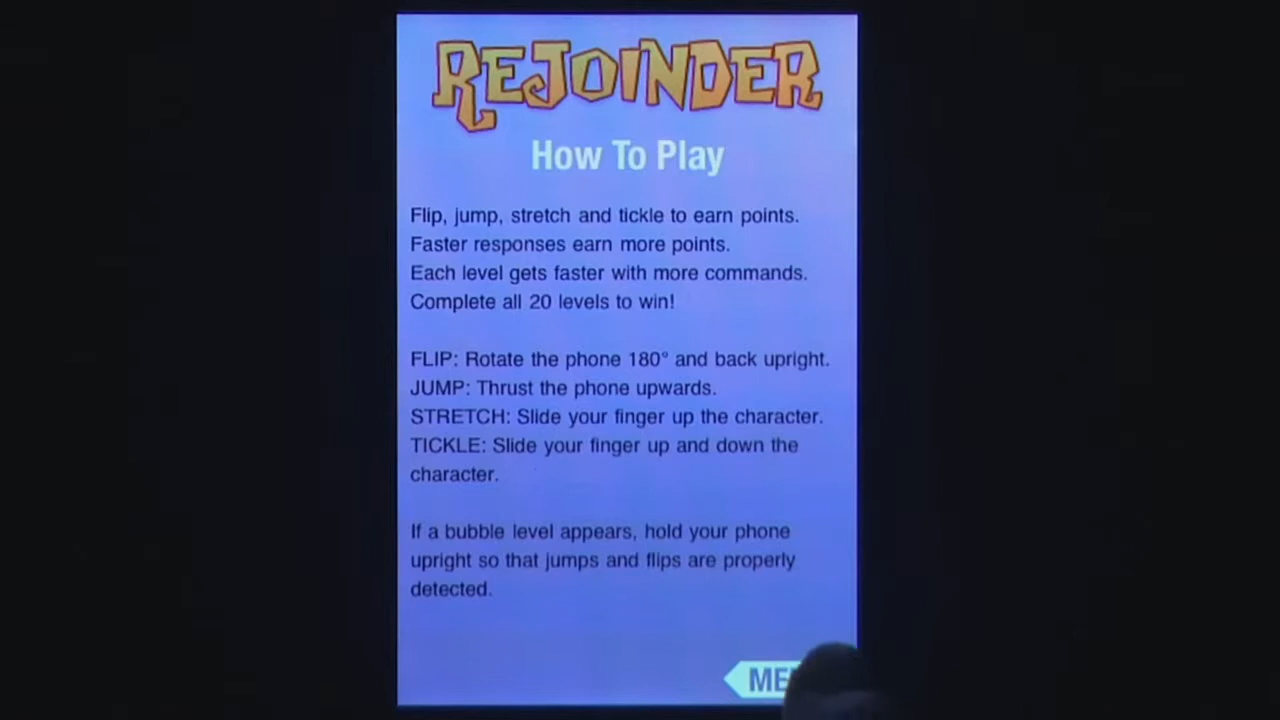 REJOINDER
How To Play
Flip, jump, stretch and tickle to earn points.
Faster responses earn more points.
Each level gets faster with more commands.
Complete all 20 levels to win!
FLIP: Rotate the phone 180° and back upright.
JUMP: Thrust the phone upwards.
STRETCH: Slide your finger up the character.
TICKLE: Slide your finger up and down the
character.
If a bubble level appears, hold your phone
upright so that jumps and flips are properly
detected.